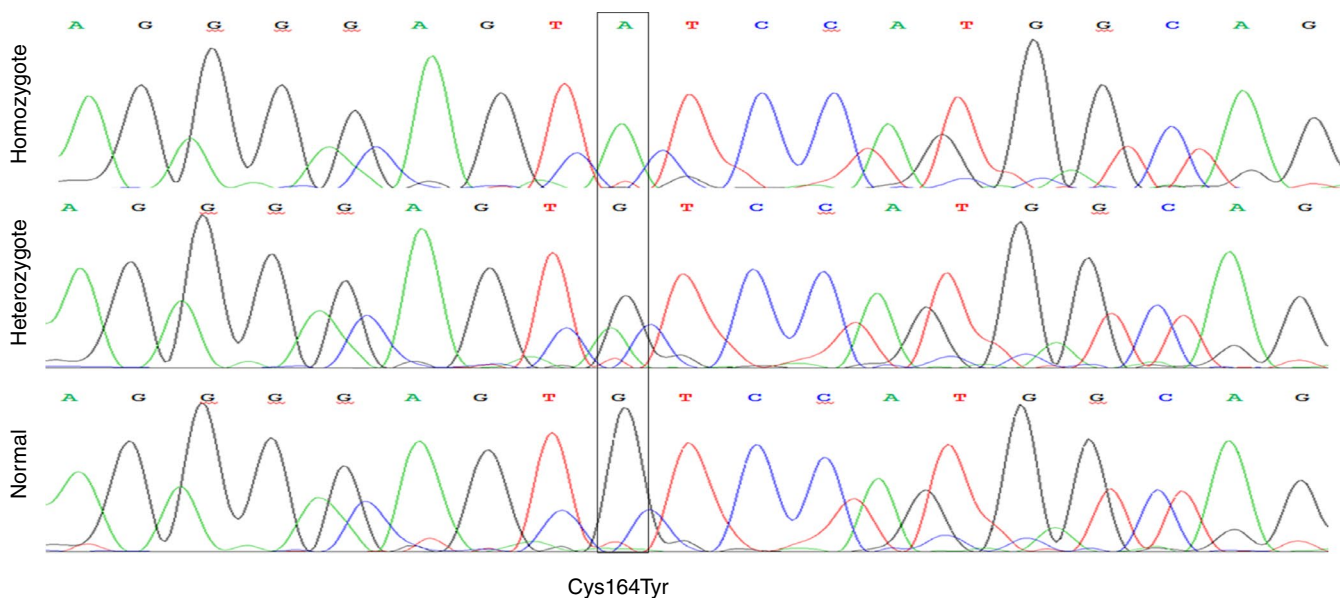 Homozygote
A G G G G A G T A T C C A T G G C A G
Heterozygote
A G G G G A G T G T C C A T G G C A G
Normal
A G G G G A G T G T C C A T G G C A G
Cys164Tyr